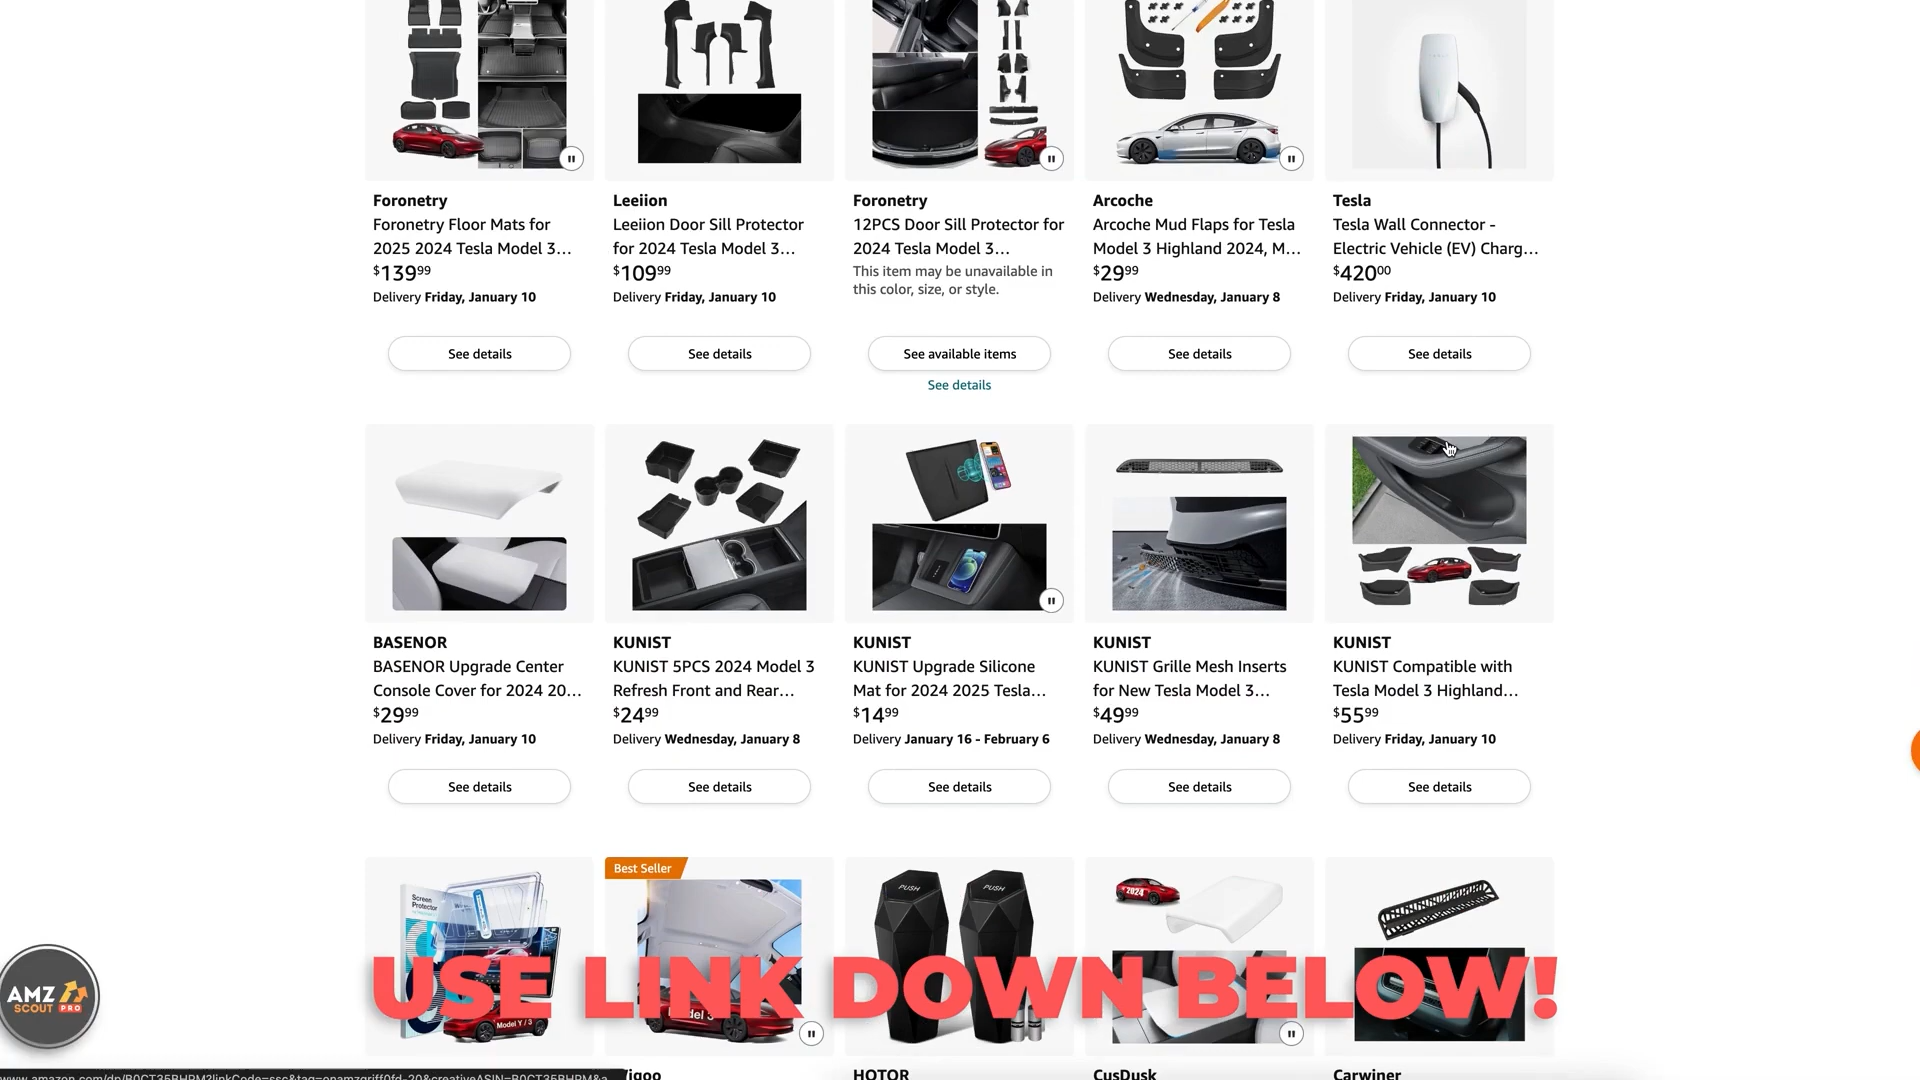 Foronetry
Foronetry Floor Mats for
2025 2024 Tesla Model 3...
$139.99
Delivery Friday, January 10
See details
Leeiion
Leeiion Door Sill Protector
for 2024 Tesla Model 3...
$109.99
Delivery Friday, January 10
See details
Foronetry
12PCS Door Sill Protector for
2024 Tesla Model 3...
This item may be unavailable in
this color, size, or style.
See available items
See details
Arcoche
Arcoche Mud Flaps for Tesla
Model 3 Highland 2024, M...
$29.99
Delivery Wednesday, January 8
See details
Tesla
Tesla Wall Connector -
Electric Vehicle (EV) Charg...
$420.00
Delivery Friday, January 10
See details
BASENOR
BASENOR Upgrade Center
Console Cover for 2024 20...
$29.99
Delivery Friday, January 10
See details
KUNIST
KUNIST 5PCS 2024 Model 3
Refresh Front and Rear...
$24.99
Delivery Wednesday, January 8
See details
KUNIST
KUNIST Upgrade Silicone
Mat for 2024 2025 Tesla...
$14.99
Delivery January 16 - February 6
See details
KUNIST
KUNIST Grille Mesh Inserts
for New Tesla Model 3...
$49.99
Delivery Wednesday, January 8
See details
KUNIST
KUNIST Compatible with
Tesla Model 3 Highland...
$55.99
Delivery Friday, January 10
See details
Screen
Protector
Model Y / 3
Best Seller
PUSH
PUSH
2024
USE LINK DOWN BELOW!
AMZ
SCOUT PRO
HOTOR
CusDusk
Carwiner